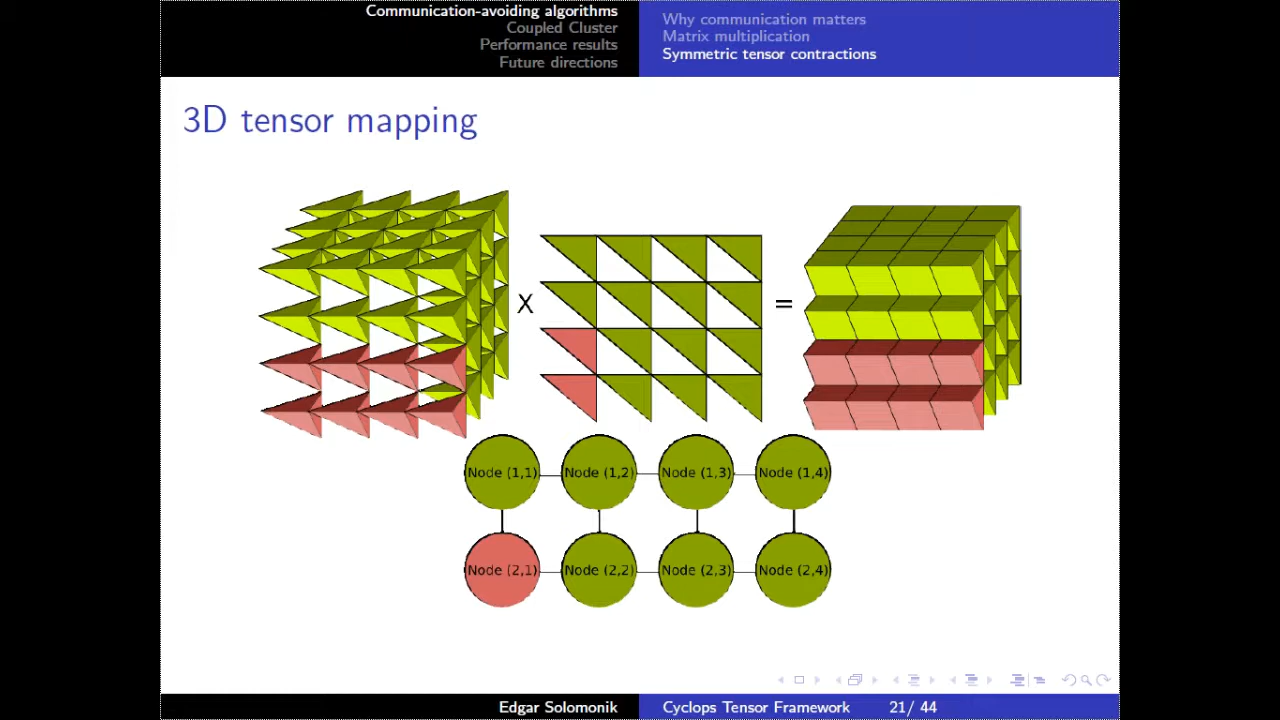 Communication-avoiding algorithms
Coupled Cluster
Performance results
Future directions
Why communication matters
Matrix multiplication
Symmetric tensor contractions
3D tensor mapping
X =
Node (1,1) Node (1,2) Node (1,3) Node (1,4)
Node (2,1) Node (2,2) Node (2,3) Node (2,4)
Edgar Solomonik Cyclops Tensor Framework 21/ 44